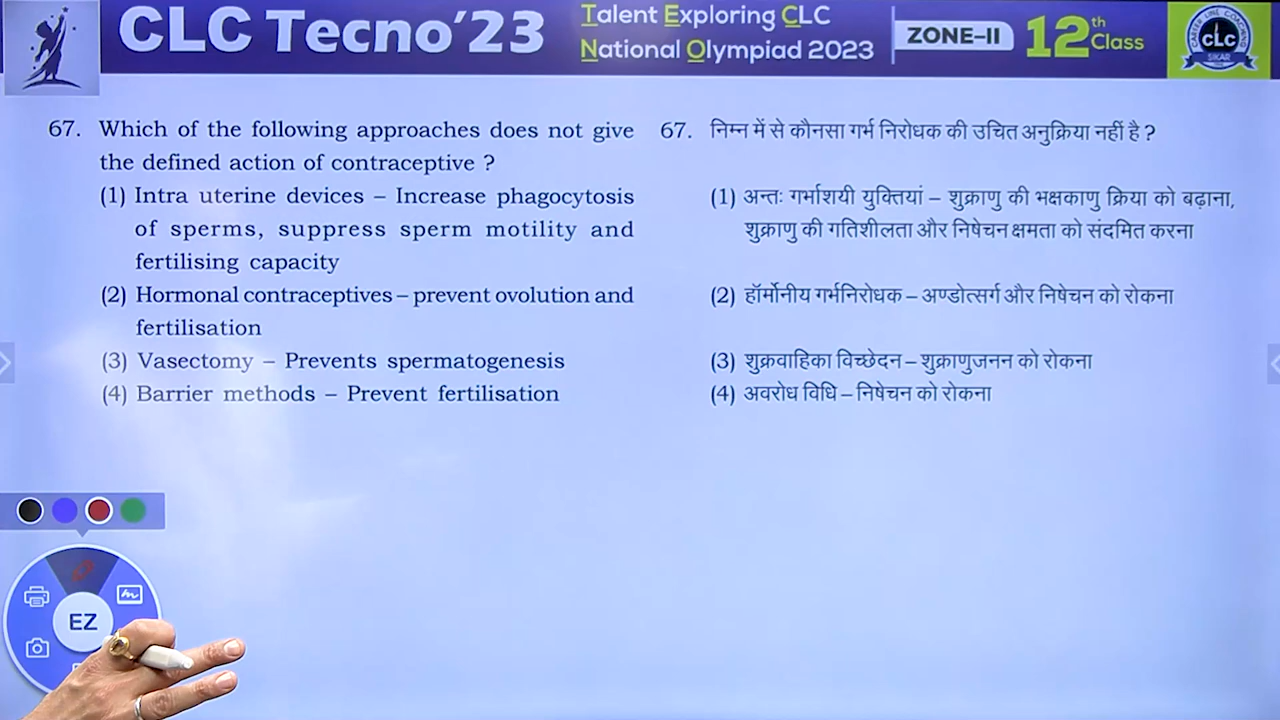 CLC Tecno'23
Talent Exploring CLC
National Olympiad 2023
ZONE-II
12th Class
CAREER LINE COACHING
CLC
SIKAR
67. Which of the following approaches does not give
the defined action of contraceptive ?
(1) Intra uterine devices – Increase phagocytosis
of sperms, suppress sperm motility and
fertilising capacity
(2) Hormonal contraceptives – prevent ovolution and
fertilisation
(3) Vasectomy – Prevents spermatogenesis
(4) Barrier methods – Prevent fertilisation
67. निम्न में से कौनसा गर्भ निरोधक की उचित अनुक्रिया नहीं है ?
(1) अन्तः गर्भाशयी युक्तियां – शुक्राणु की भक्षकाणु क्रिया को बढ़ाना,
शुक्राणु की गतिशीलता और निषेचन क्षमता को संदमित करना
(2) हॉर्मोनीय गर्भनिरोधक – अण्डोत्सर्ग और निषेचन को रोकना
(3) शुक्रवाहिका विच्छेदन – शुक्राणुजनन को रोकना
(4) अवरोध विधि – निषेचन को रोकना
EZ